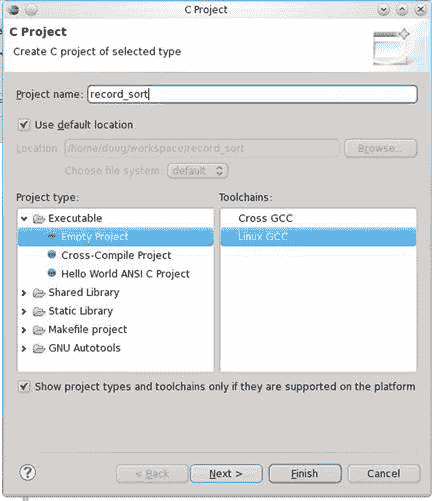 C Project
C Project
Create C project of selected type
Project name: record_sort
Use default location
Location: /home/doug/workspace/record_sort Browse...
Choose file system: default
Project type: Toolchains:
Executable Cross GCC
Empty Project Linux GCC
Cross-Compile Project
Hello World ANSI C Project
Shared Library
Static Library
Makefile project
GNU Autotools
Show project types and toolchains only if they are supported on the platform
? < Back Next > Finish Cancel